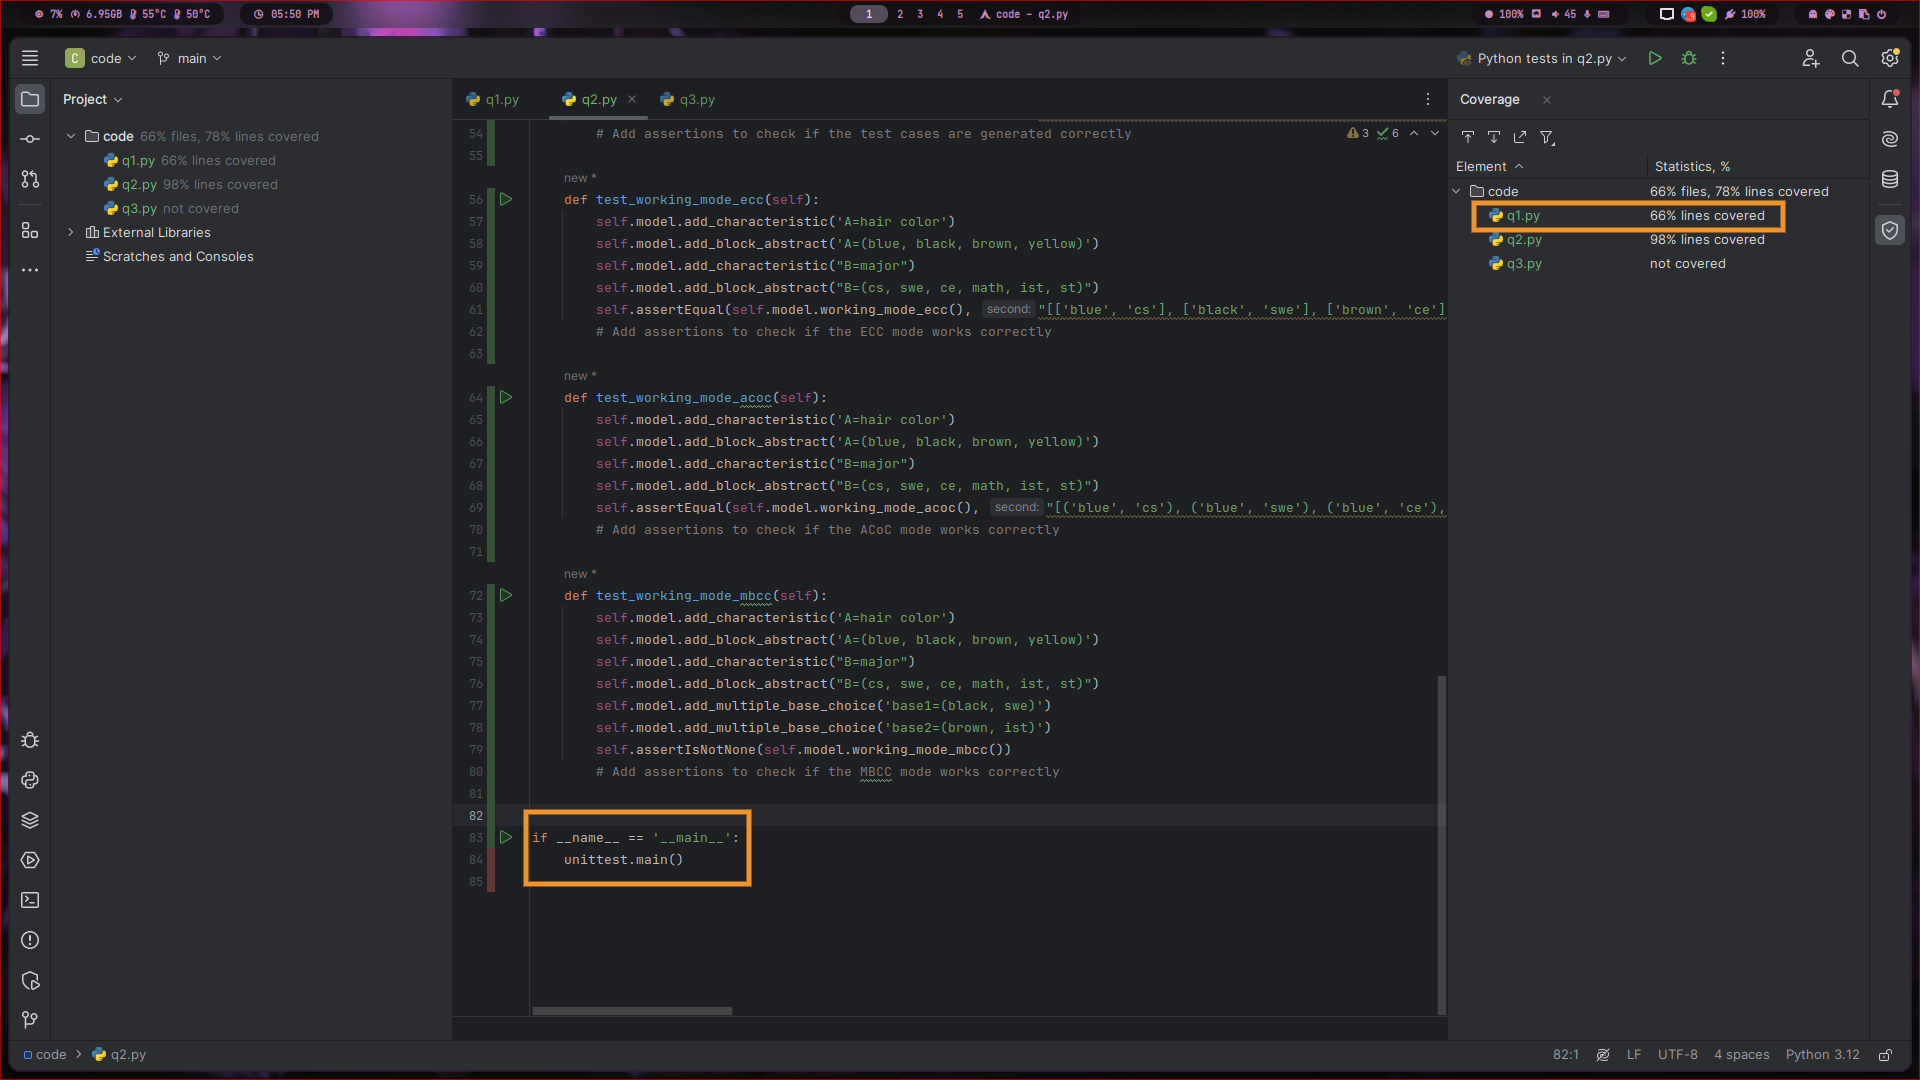 7% 6.95GB 55°C 50°C
05:50 PM
1 2 3 4 5 code - q2.py
100% 45
100%
C code main
Python tests in q2.py
Project
code 66% files, 78% lines covered
q1.py 66% lines covered
q2.py 98% lines covered
q3.py not covered
External Libraries
Scratches and Consoles
q1.py q2.py q3.py
3 6
54 # Add assertions to check if the test cases are generated correctly
55
new *
56 def test_working_mode_ecc(self):
57 self.model.add_characteristic('A=hair color')
58 self.model.add_block_abstract('A=(blue, black, brown, yellow)')
59 self.model.add_characteristic("B=major")
60 self.model.add_block_abstract("B=(cs, swe, ce, math, ist, st)")
61 self.assertEqual(self.model.working_mode_ecc(), second: "[['blue', 'cs'], ['black', 'swe'], ['brown', 'ce']
62 # Add assertions to check if the ECC mode works correctly
63
new *
64 def test_working_mode_acoc(self):
65 self.model.add_characteristic('A=hair color')
66 self.model.add_block_abstract('A=(blue, black, brown, yellow)')
67 self.model.add_characteristic("B=major")
68 self.model.add_block_abstract("B=(cs, swe, ce, math, ist, st)")
69 self.assertEqual(self.model.working_mode_acoc(), second: "[('blue', 'cs'), ('blue', 'swe'), ('blue', 'ce'),
70 # Add assertions to check if the ACoC mode works correctly
71
new *
72 def test_working_mode_mbcc(self):
73 self.model.add_characteristic('A=hair color')
74 self.model.add_block_abstract('A=(blue, black, brown, yellow)')
75 self.model.add_characteristic("B=major")
76 self.model.add_block_abstract("B=(cs, swe, ce, math, ist, st)")
77 self.model.add_multiple_base_choice('base1=(black, swe)')
78 self.model.add_multiple_base_choice('base2=(brown, ist)')
79 self.assertIsNotNone(self.model.working_mode_mbcc())
80 # Add assertions to check if the MBCC mode works correctly
81
82
83 if __name__ == '__main__':
84 unittest.main()
85
Coverage
Element Statistics, %
code 66% files, 78% lines covered
q1.py 66% lines covered
q2.py 98% lines covered
q3.py not covered
code q2.py
82:1 LF UTF-8 4 spaces Python 3.12